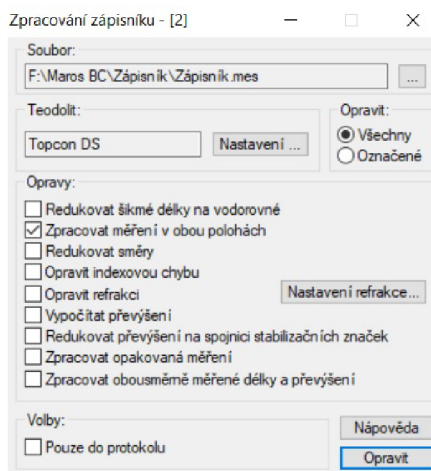 Zpracování zápisníku - [2]
Soubor:
F:\Maros BC\Zápisník\Zápisník.mes
...
Teodolit:
Topcon DS
Nastavení ...
Opravit:
Všechny
Označené
Opravy:
Redukovat šikmé délky na vodorovné
Zpracovat měření v obou polohách
Redukovat směry
Opravit indexovou chybu
Opravit refrakci
Nastavení refrakce...
Vypočítat převýšení
Redukovat převýšení na spojnici stabilizačních značek
Zpracovat opakovaná měření
Zpracovat obousměrně měřené délky a převýšení
Volby:
Pouze do protokolu
Nápověda
Opravit